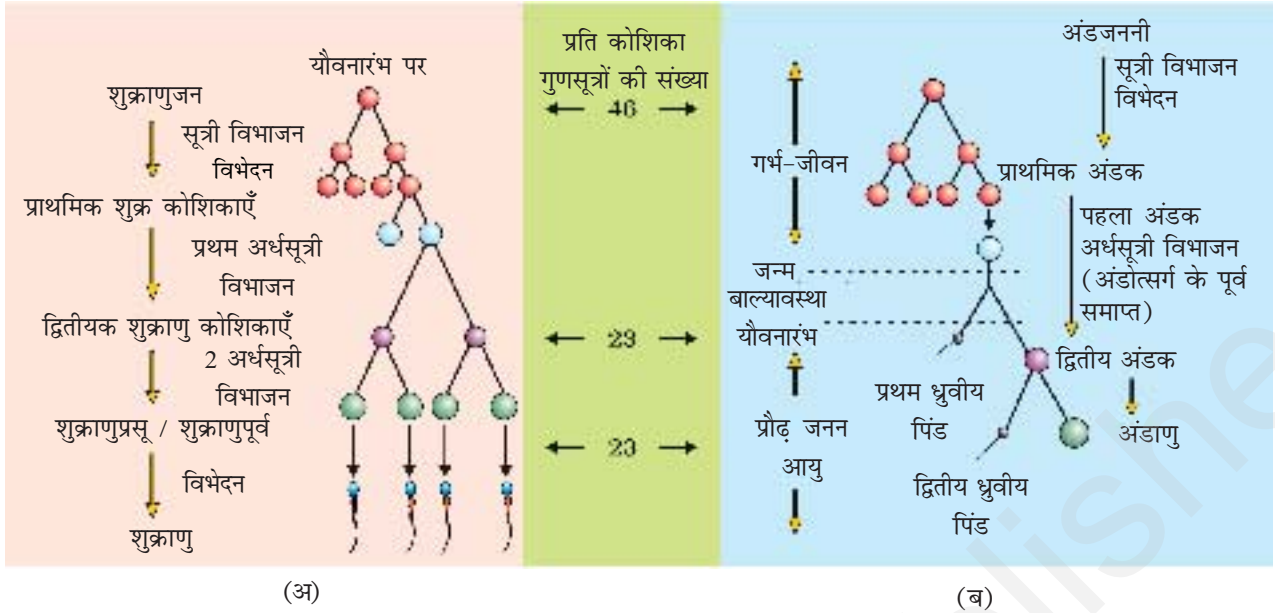 यौवनारंभ पर
शुक्राणुजन
सूत्री विभाजन
विभेदन
प्राथमिक शुक्र कोशिकाएँ
प्रथम अर्धसूत्री
विभाजन
द्वितीयक शुक्राणु कोशिकाएँ
2 अर्धसूत्री
विभाजन
शुक्राणुप्रसू / शुक्राणुपूर्व
विभेदन
शुक्राणु
(अ)
प्रति कोशिका
गुणसूत्रों की संख्या
46
23
23
गर्भ-जीवन
जन्म
बाल्यावस्था
यौवनारंभ
प्रौढ़ जनन
आयु
प्रथम ध्रुवीय
पिंड
द्वितीय ध्रुवीय
पिंड
अंडजननी
सूत्री विभाजन
विभेदन
प्राथमिक अंडक
पहला अंडक
अर्धसूत्री विभाजन
(अंडोत्सर्ग के पूर्व
समाप्त)
द्वितीय अंडक
अंडाणु
(ब)